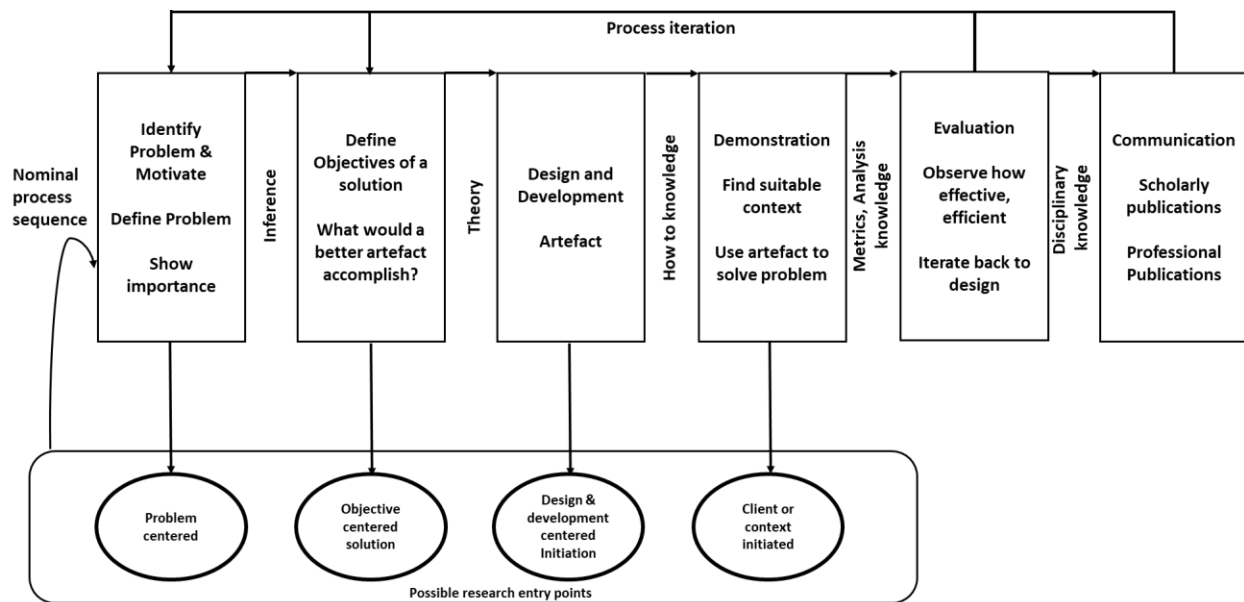 Process iteration
Nominal
process
sequence
Identify
Problem &
Motivate
Define Problem
Show
importance
Inference
Define
Objectives of a
solution
What would a
better artefact
accomplish?
Theory
Design and
Development
Artefact
How to knowledge
Demonstration
Find suitable
context
Use artefact to
solve problem
Metrics, Analysis
knowledge
Evaluation
Observe how
effective,
efficient
Iterate back to
design
Disciplinary
knowledge
Communication
Scholarly
publications
Professional
Publications
Problem
centered
Objective
centered
solution
Design &
development
centered
Initiation
Client or
context
initiated
Possible research entry points